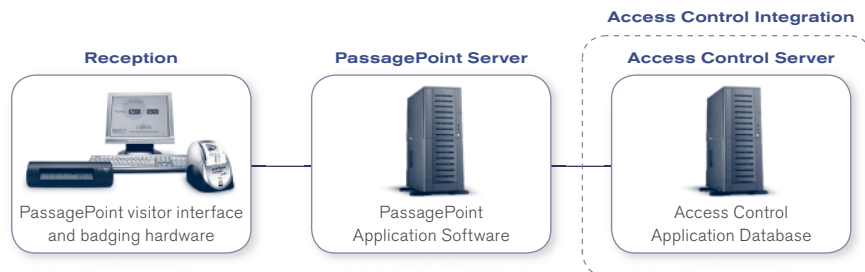 Access Control Integration
Reception
PassagePoint Server
Access Control Server
PassagePoint visitor interface
and badging hardware
PassagePoint
Application Software
Access Control
Application Database